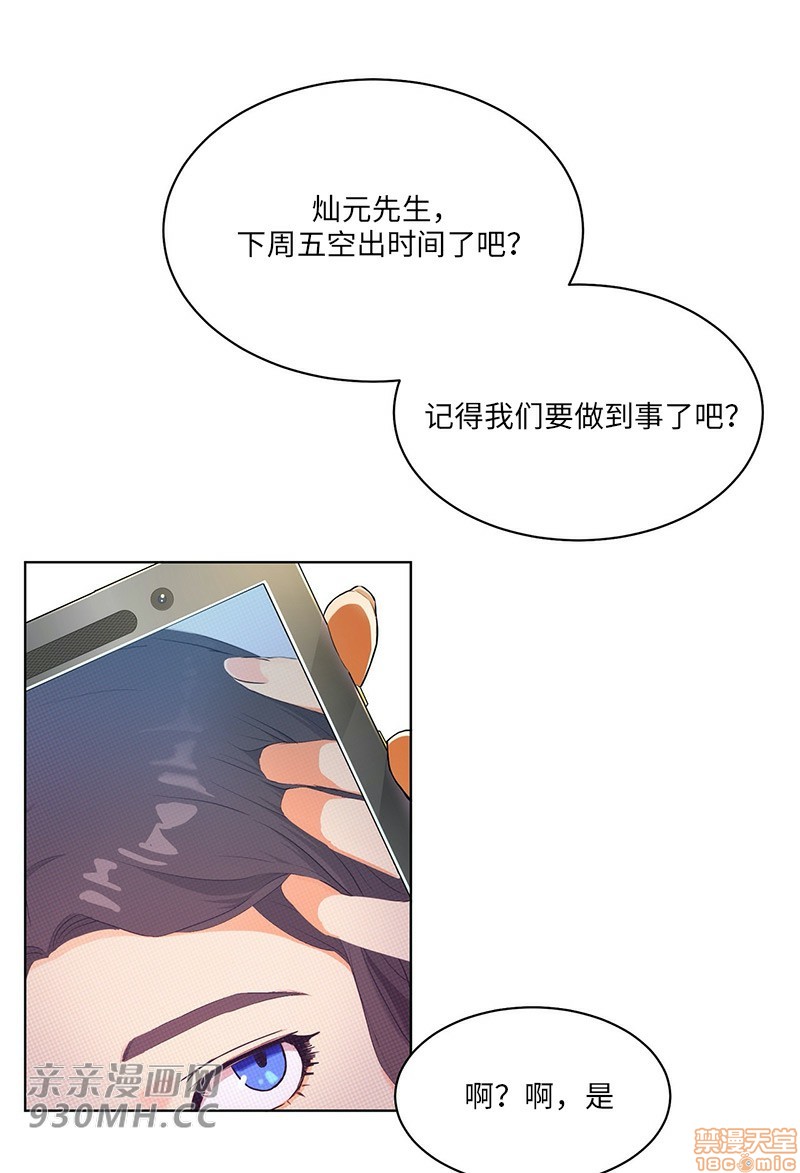 灿元先生，
下周五空出时间了吧？
记得我们要做到事了吧？
啊？啊，是
亲亲漫画网
930MH.CC
禁漫天堂
18comic